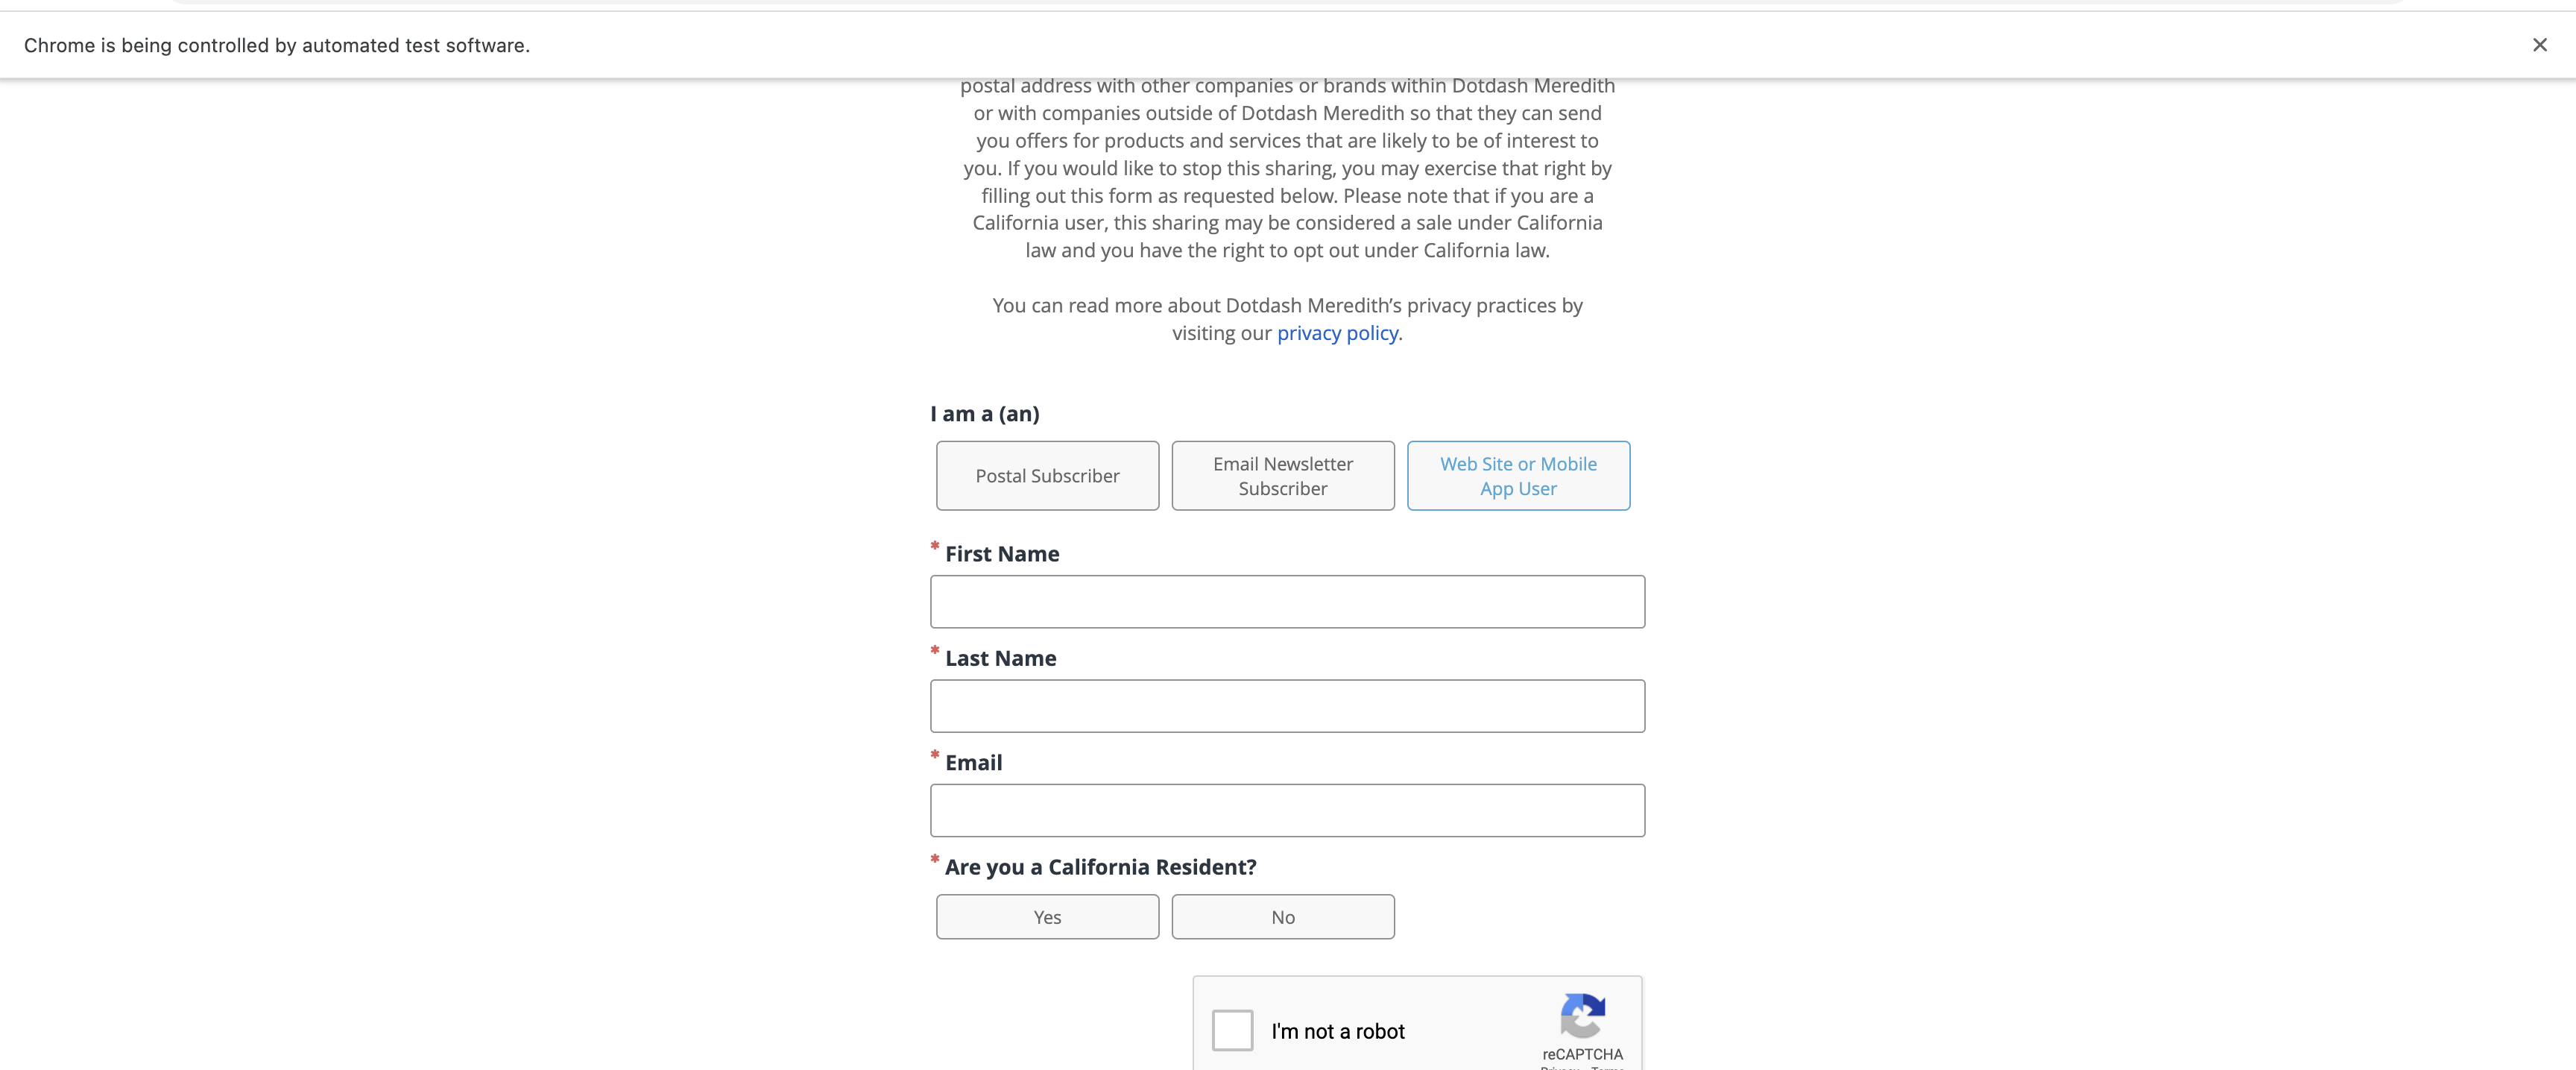 Chrome is being controlled by automated test software.
postal address with other companies or brands within Dotdash Meredith
or with companies outside of Dotdash Meredith so that they can send
you offers for products and services that are likely to be of interest to
you. If you would like to stop this sharing, you may exercise that right by
filling out this form as requested below. Please note that if you are a
California user, this sharing may be considered a sale under California
law and you have the right to opt out under California law.
You can read more about Dotdash Meredith’s privacy practices by
visiting our privacy policy.
I am a (an)
Postal Subscriber
Email Newsletter
Subscriber
Web Site or Mobile
App User
* First Name
* Last Name
* Email
* Are you a California Resident?
Yes
No
I'm not a robot
reCAPTCHA